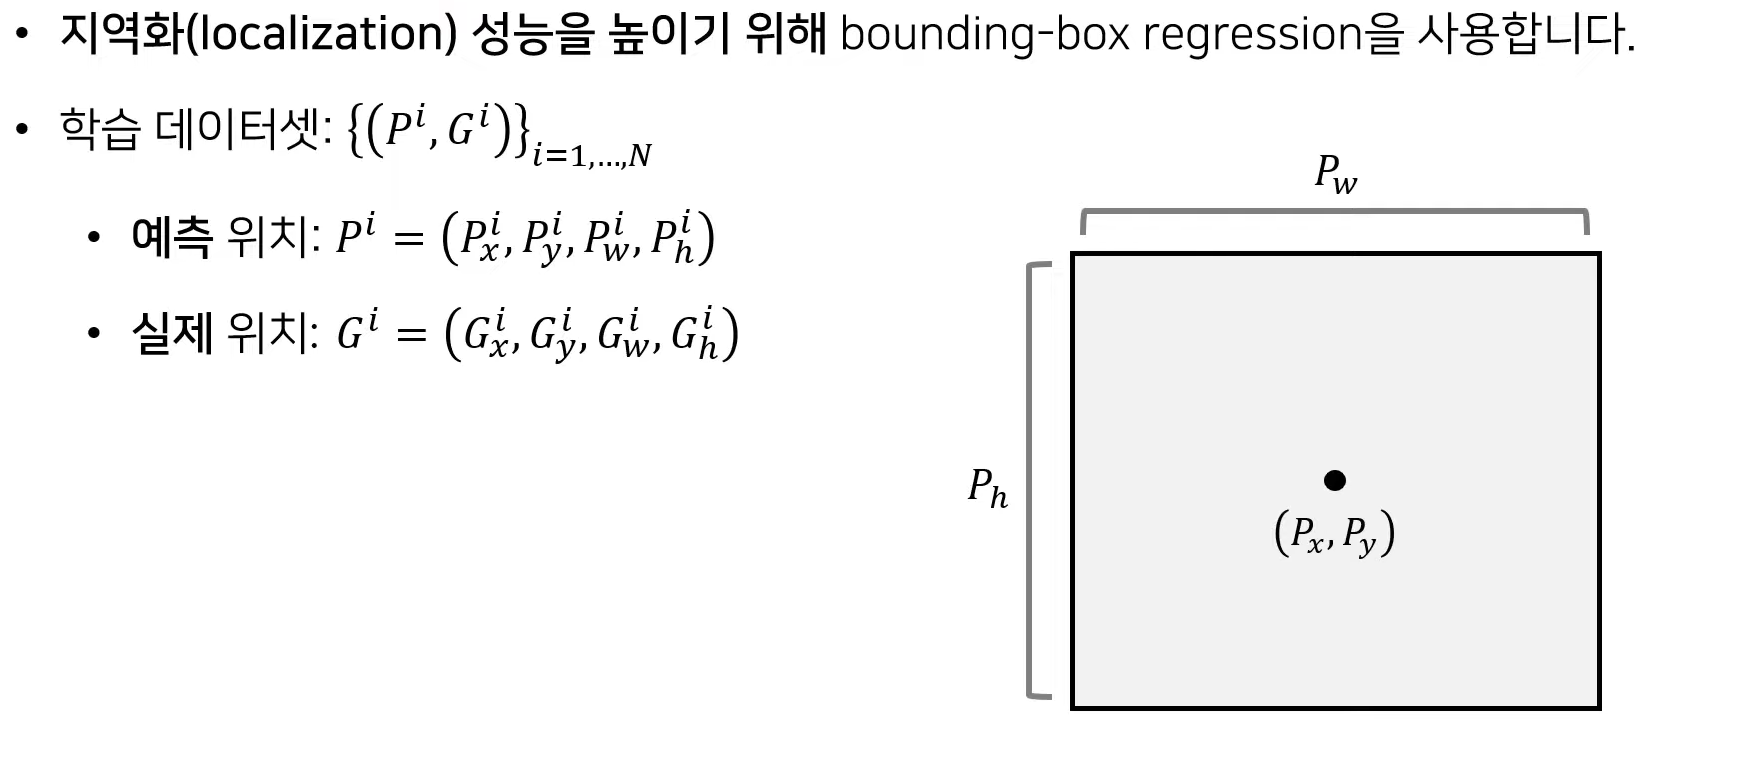 • 지역화(localization) 성능을 높이기 위해 bounding-box regression을 사용합니다.
• 학습 데이터셋: {(P^i, G^i)}_{i=1,…,N}
• 예측 위치: P^i = (P_x^i, P_y^i, P_w^i, P_h^i)
• 실제 위치: G^i = (G_x^i, G_y^i, G_w^i, G_h^i)
P_w
P_h
(P_x, P_y)